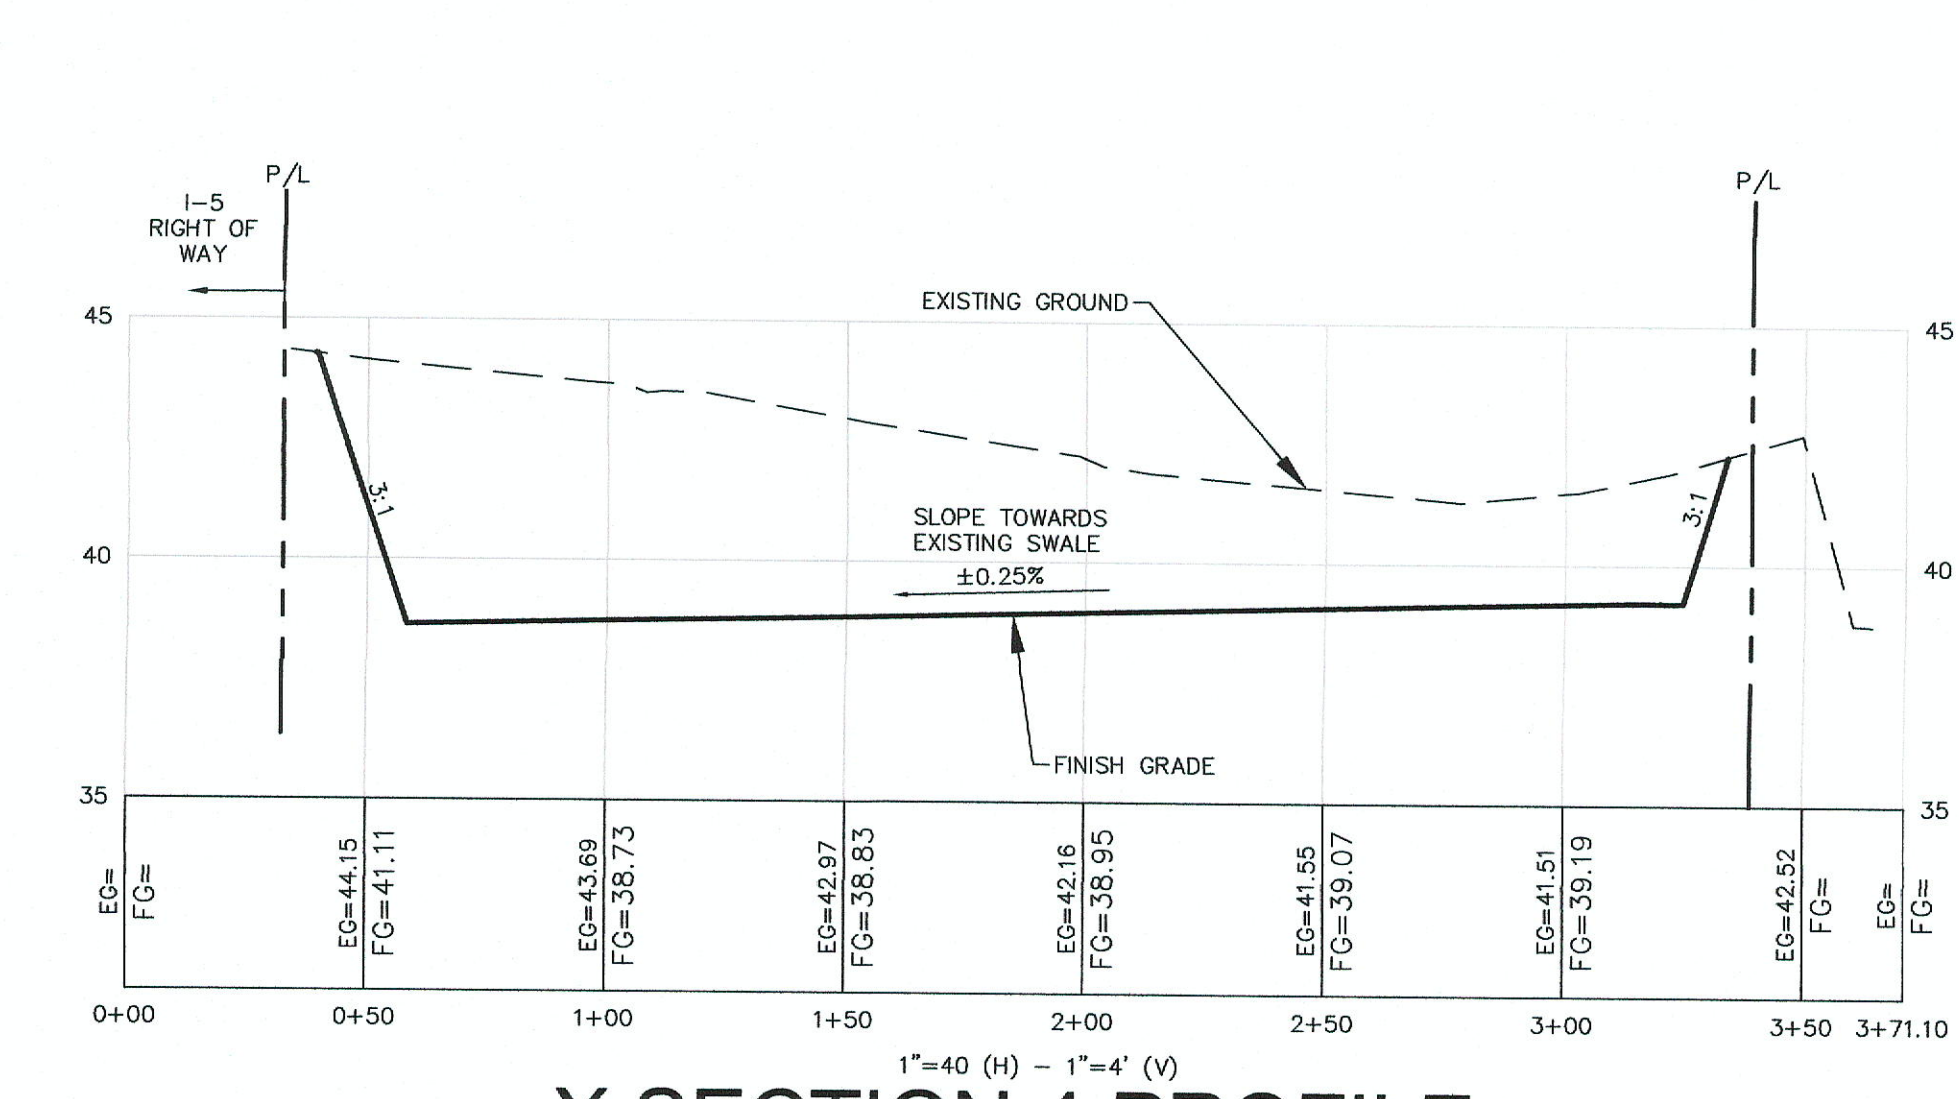 P/L
P/L
I-5
RIGHT OF
WAY
EXISTING GROUND
45
45
3:1
3:1
SLOPE TOWARDS
EXISTING SWALE
±0.25%
40
40
FINISH GRADE
35
35
EG=
FG=
EG=44.15
FG=41.11
EG=43.69
FG=38.73
EG=42.97
FG=38.83
EG=42.16
FG=38.95
EG=41.55
FG=39.07
EG=41.51
FG=39.19
EG=42.52
FG=
EG=
FG=
0+00
0+50
1+00
1+50
2+00
2+50
3+00
3+50
3+71.10
1"=40 (H) - 1"=4' (V)
X-SECTION 1 PROFILE